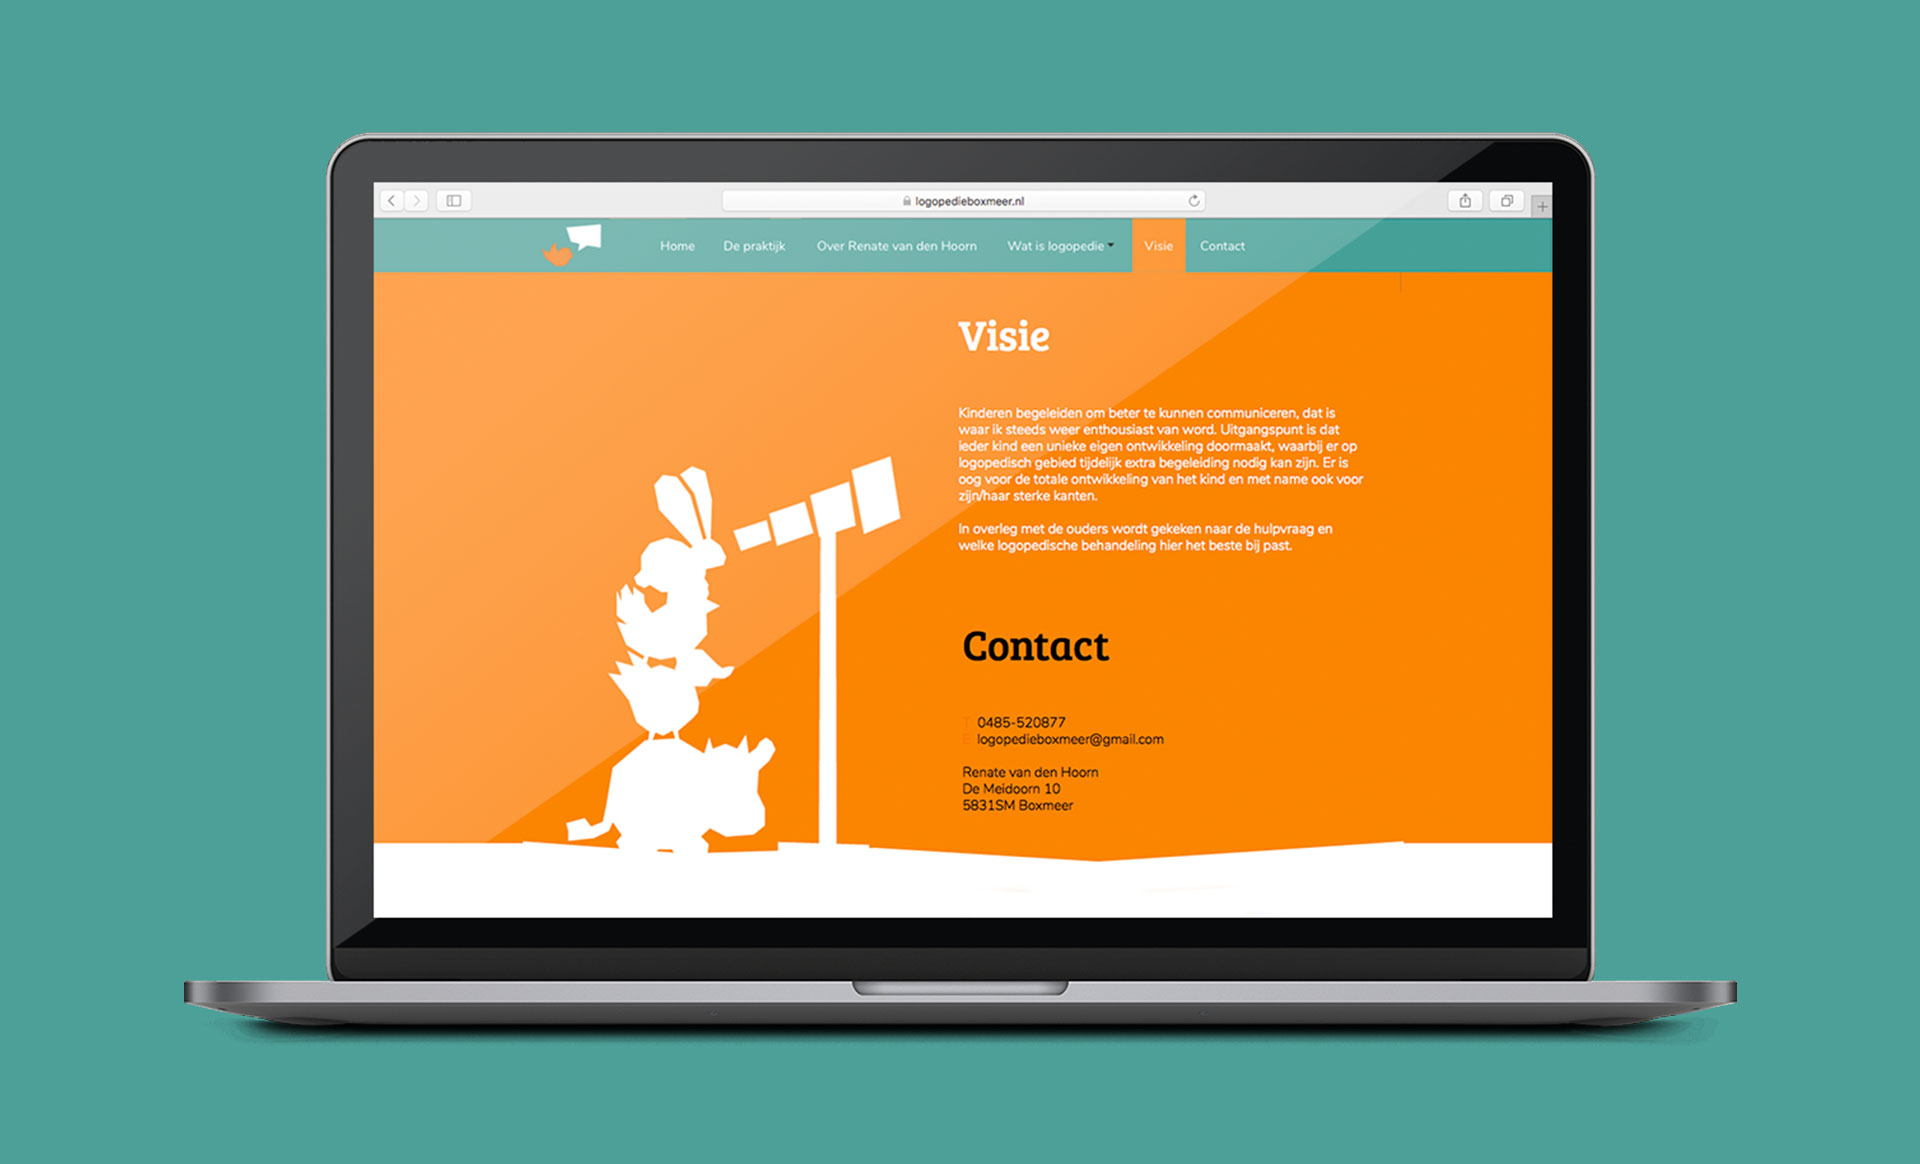 logopedieboxmeer.nl
Home De praktijk Over Renate van den Hoorn Wat is logopedie Visie Contact
Visie
Kinderen begeleiden om beter te kunnen communiceren, dat is
waar ik steeds weer enthousiast van word. Uitgangspunt is dat
ieder kind een unieke eigen ontwikkeling doormaakt, waarbij er op
logopedisch gebied tijdelijk extra begeleiding nodig kan zijn. Er is
oog voor de totale ontwikkeling van het kind en met name ook voor
zijn/haar sterke kanten.
In overleg met de ouders wordt gekeken naar de hulpvraag en
welke logopedische behandeling hier het beste bij past.
Contact
T 0485-520877
E logopedieboxmeer@gmail.com
Renate van den Hoorn
De Meidoorn 10
5831SM Boxmeer